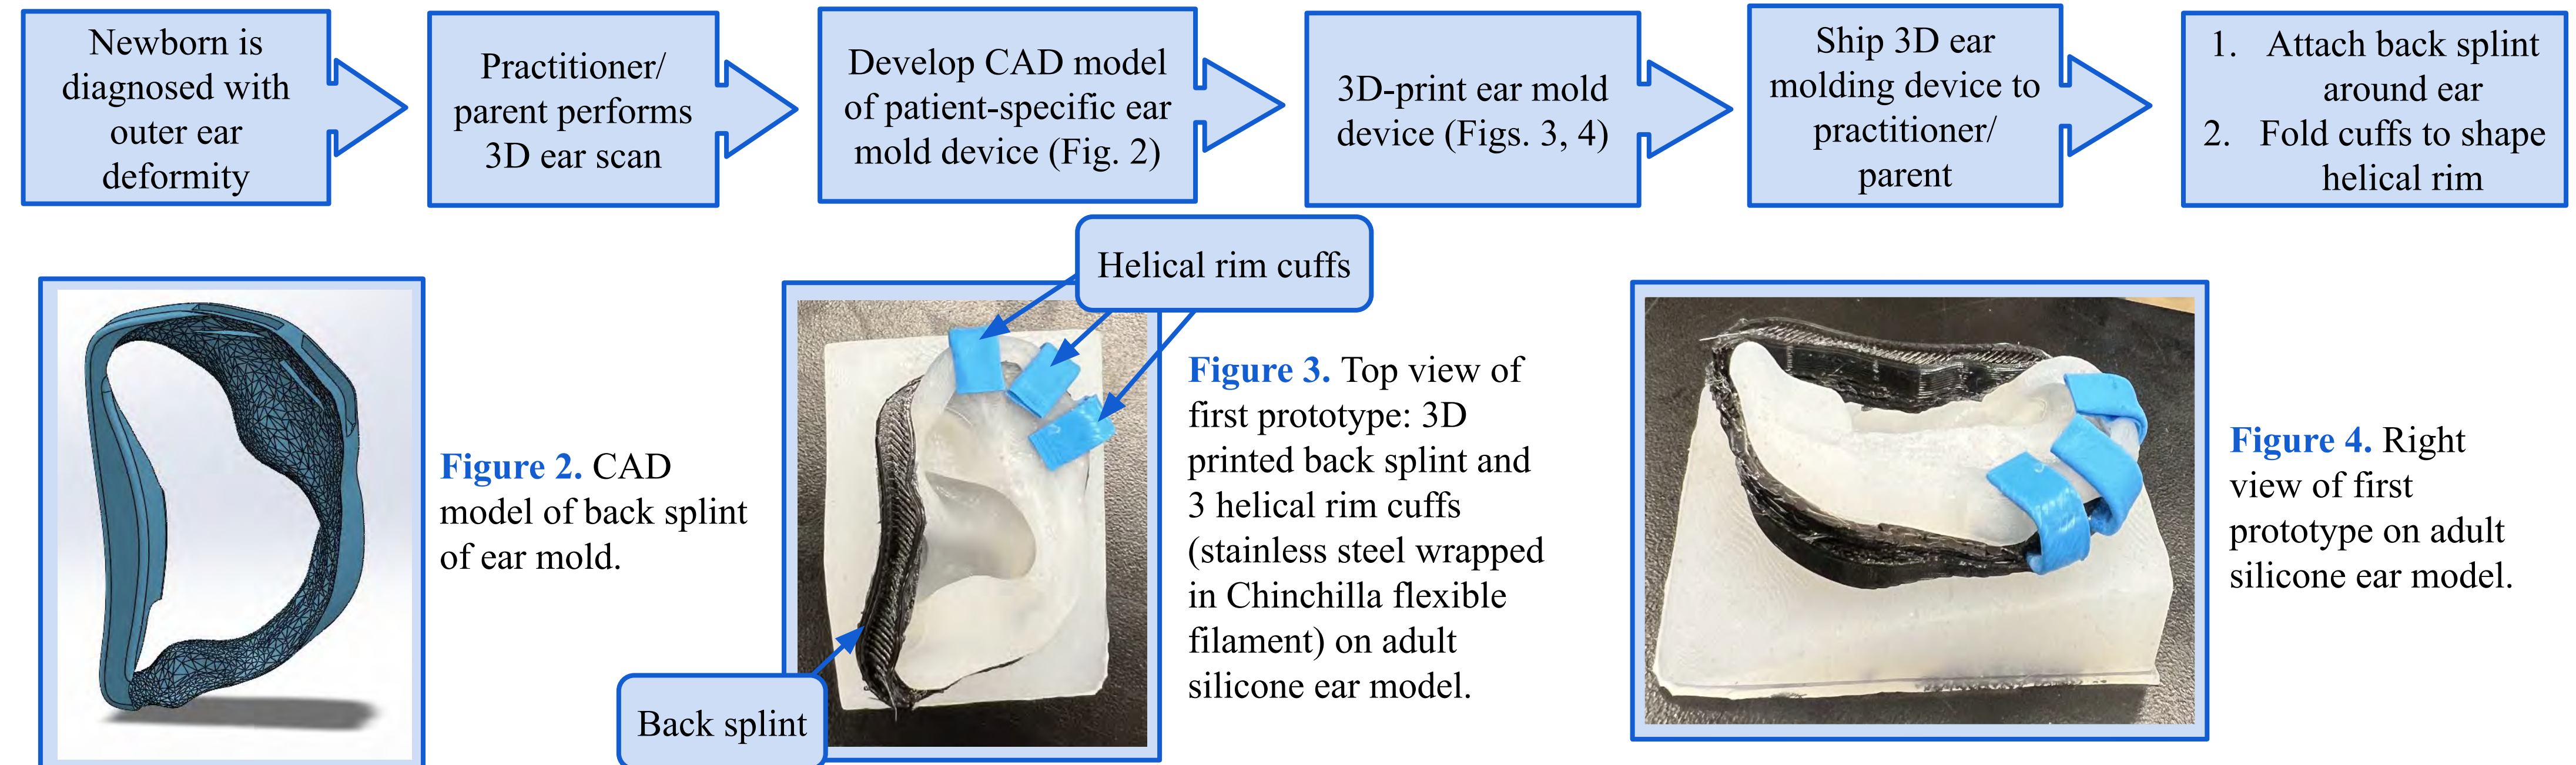 Newborn is
diagnosed with
outer ear
deformity
Practitioner/
parent performs
3D ear scan
Develop CAD model
of patient-specific ear
mold device (Fig. 2)
3D-print ear mold
device (Figs. 3, 4)
Ship 3D ear
molding device to
practitioner/
parent
1. Attach back splint
around ear
2. Fold cuffs to shape
helical rim
Helical rim cuffs
Figure 2. CAD
model of back splint
of ear mold.
Back splint
Figure 3. Top view of
first prototype: 3D
printed back splint and
3 helical rim cuffs
(stainless steel wrapped
in Chinchilla flexible
filament) on adult
silicone ear model.
Figure 4. Right
view of first
prototype on adult
silicone ear model.